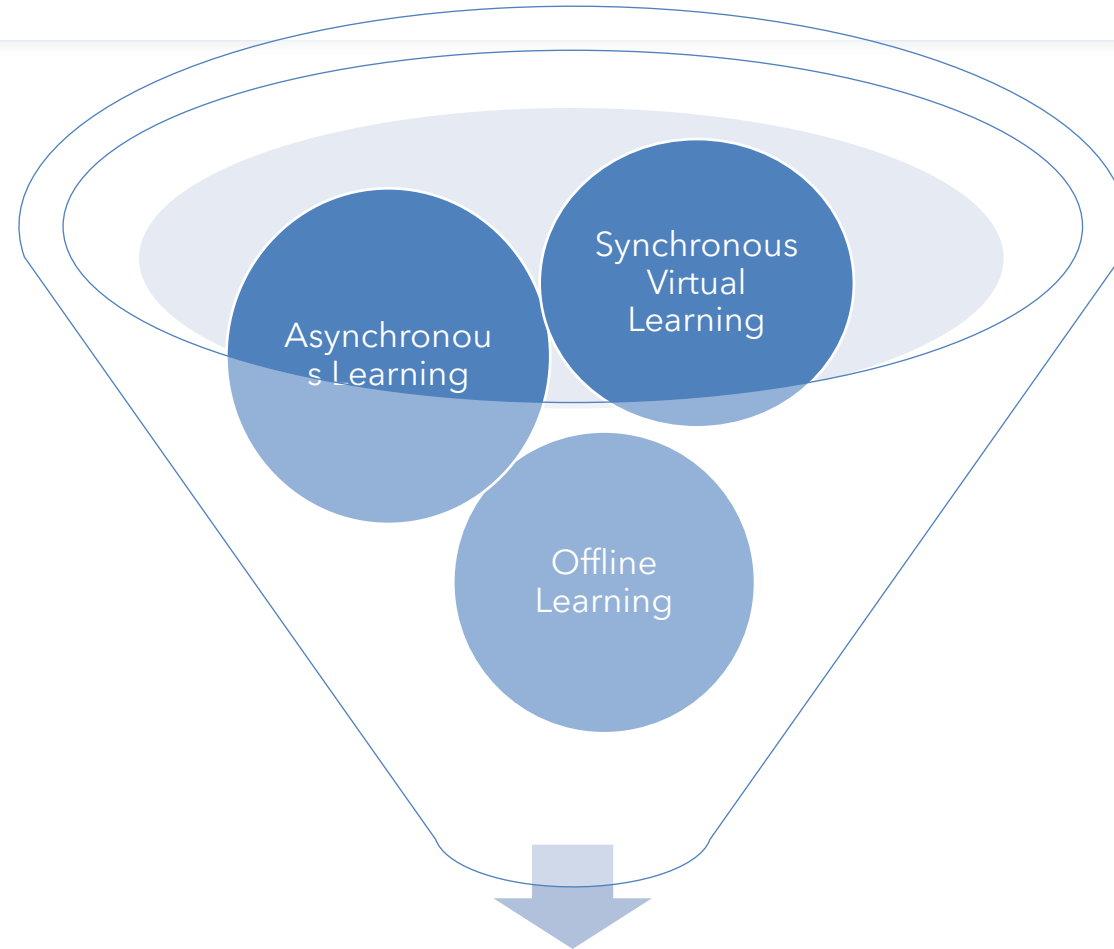 Synchronous
Virtual
Learning
Asynchronou
s Learning
Offline
Learning